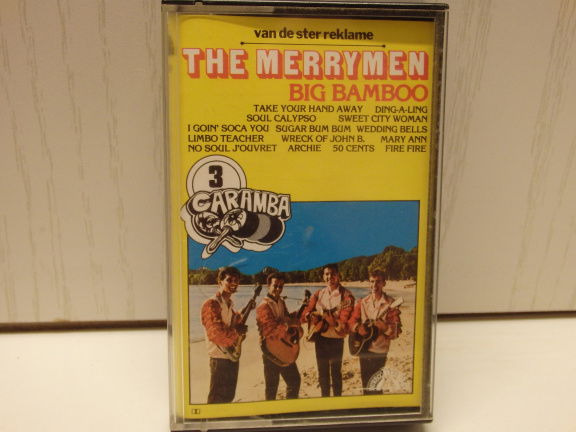 van de ster reklame
THE MERRYMEN
BIG BAMBOO
TAKE YOUR HAND AWAY DING-A-LING
SOUL CALYPSO SWEET CITY WOMAN
I GOIN' SOCA YOU SUGAR BUM BUM WEDDING BELLS
LIMBO TEACHER WRECK OF JOHN B. MARY ANN
NO SOUL J'OUVRET ARCHIE 50 CENTS FIRE FIRE
3
CARAMBA